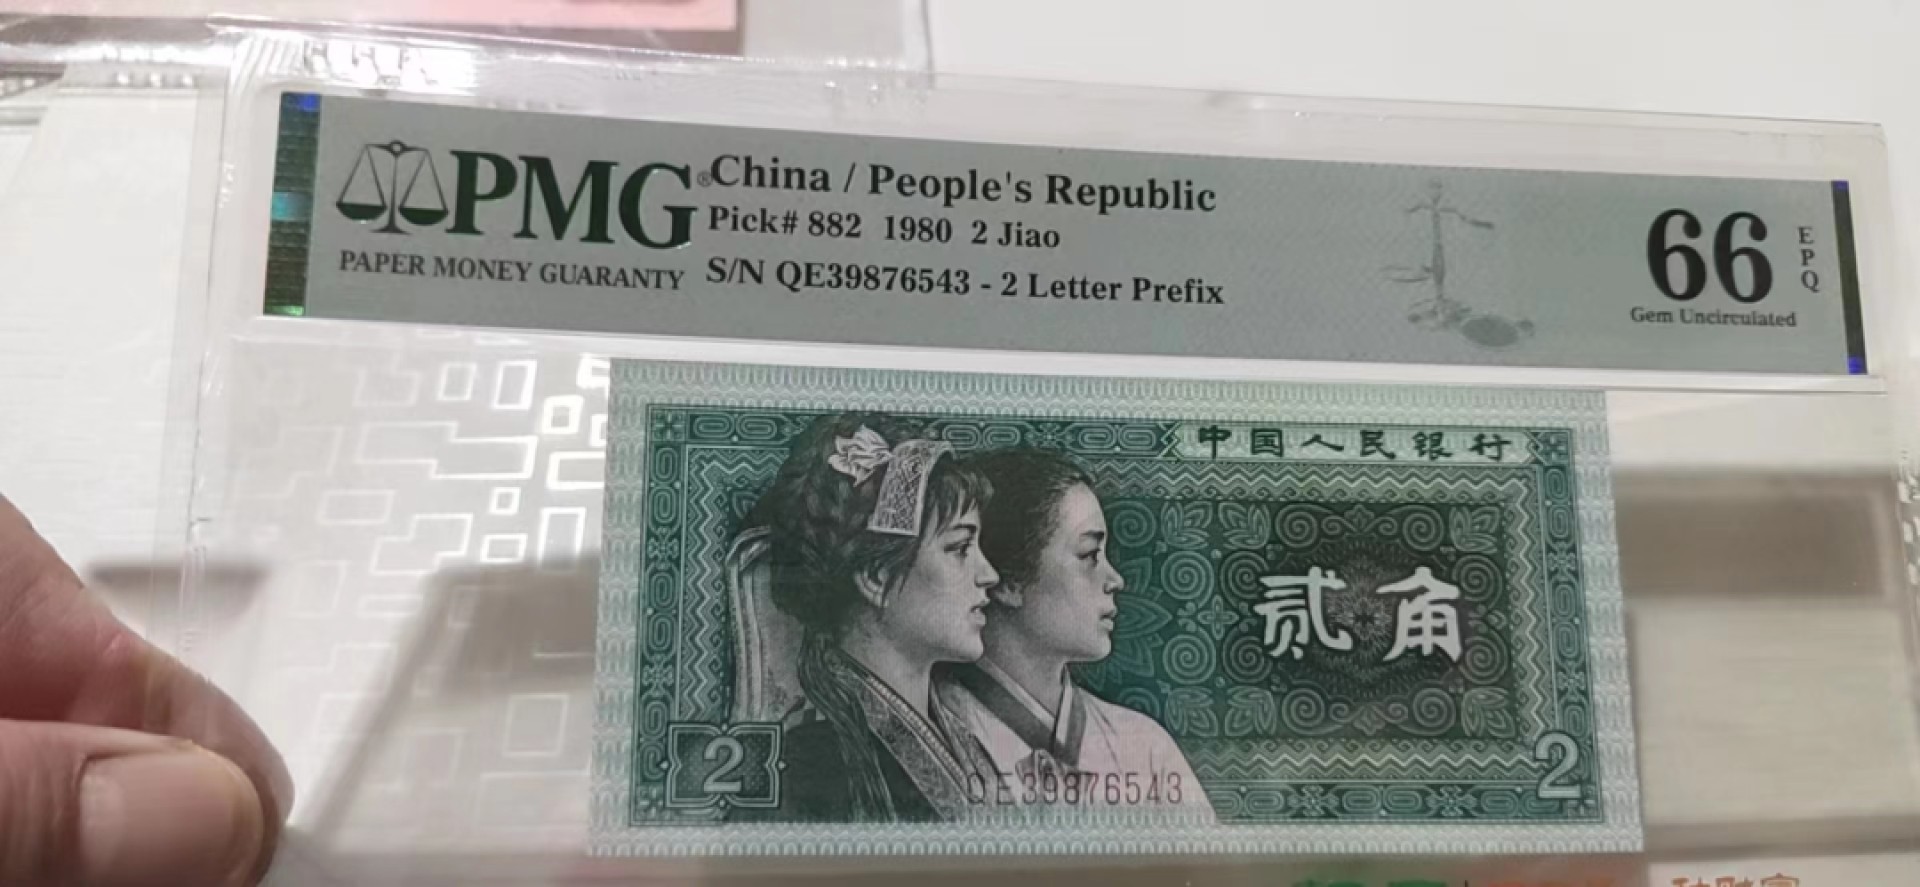 PMG®
PAPER MONEY GUARANTY
China / People's Republic
Pick# 882 1980 2 Jiao
S/N QE39876543 - 2 Letter Prefix
66
EPQ
Gem Uncirculated
中国人民银行
贰角
2
QE39876543
2